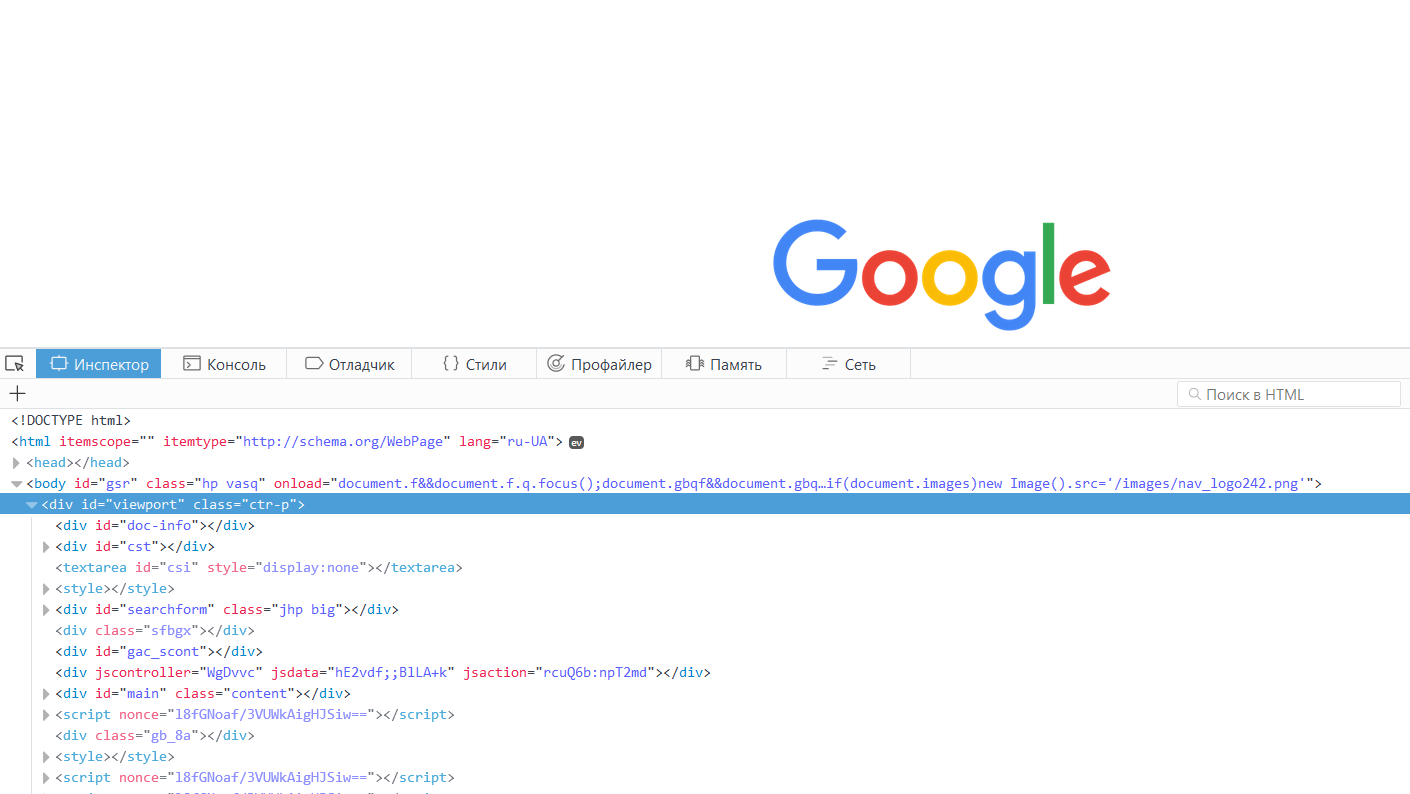 Google
Инспектор Консоль Отладчик {} Стили Профайлер Память Сеть
+ Поиск в HTML
<!DOCTYPE html>
<html itemscope="" itemtype="http://schema.org/WebPage" lang="ru-UA"> ev
<head></head>
<body id="gsr" class="hp vasq" onload="document.f&&document.f.q.focus();document.gbqf&&document.gbq…if(document.images)new Image().src='/images/nav_logo242.png'">
<div id="viewport" class="ctr-p">
<div id="doc-info"></div>
<div id="cst"></div>
<textarea id="csi" style="display:none"></textarea>
<style></style>
<div id="searchform" class="jhp big"></div>
<div class="sfbgx"></div>
<div id="gac_scont"></div>
<div jscontroller="WgDvvc" jsdata="hE2vdf;;BlLA+k" jsaction="rcuQ6b:npT2md"></div>
<div id="main" class="content"></div>
<script nonce="l8fGNoaf/3VUWkAigHJSiw=="></script>
<div class="gb_8a"></div>
<style></style>
<script nonce="l8fGNoaf/3VUWkAigHJSiw=="></script>